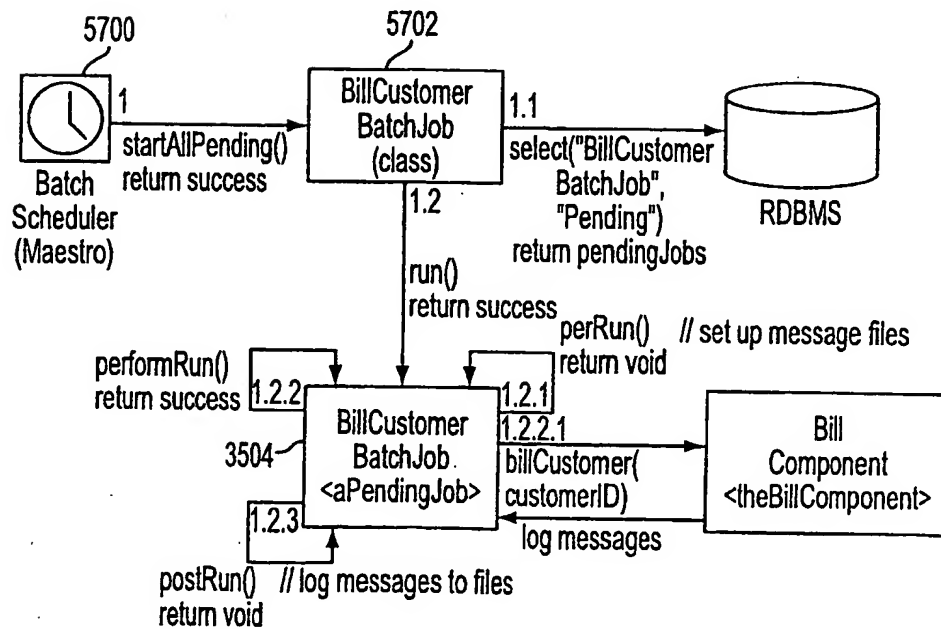 5700
5702
1
startAllPending()
return success
Batch
Scheduler
(Maestro)
BillCustomer
BatchJob
(class)
1.1
select("BillCustomer
BatchJob",
"Pending")
return pendingJobs
RDBMS
1.2
run()
return success
perRun() // set up message files
return void
performRun()
return success
1.2.2
1.2.1
3504
BillCustomer
BatchJob
<aPendingJob>
1.2.2.1
billCustomer(
customerID)
log messages
Bill
Component
<theBillComponent>
1.2.3
postRun() // log messages to files
return void